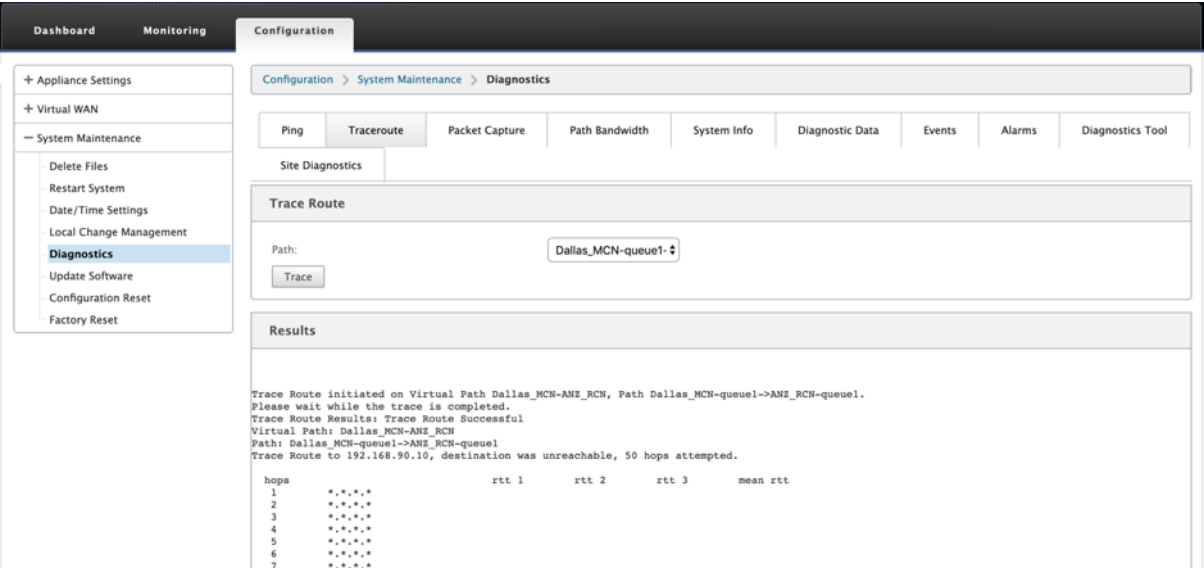 Dashboard Monitoring Configuration
+ Appliance Settings
+ Virtual WAN
− System Maintenance
Delete Files
Restart System
Date/Time Settings
Local Change Management
Diagnostics
Update Software
Configuration Reset
Factory Reset
Configuration > System Maintenance > Diagnostics
Ping Traceroute Packet Capture Path Bandwidth System Info Diagnostic Data Events Alarms Diagnostics Tool
Site Diagnostics
Trace Route
Path: Dallas_MCN-queue1-
Trace
Results
Trace Route initiated on Virtual Path Dallas_MCN-ANZ_RCN, Path Dallas_MCN-queue1->ANZ_RCN-queue1.
Please wait while the trace is completed.
Trace Route Results: Trace Route Successful
Virtual Path: Dallas_MCN-ANZ_RCN
Path: Dallas_MCN-queue1->ANZ_RCN-queue1
Trace Route to 192.168.90.10, destination was unreachable, 50 hops attempted.
hops rtt 1 rtt 2 rtt 3 mean rtt
1 *.*.*.*
2 *.*.*.*
3 *.*.*.*
4 *.*.*.*
5 *.*.*.*
6 *.*.*.*
7 *.*.*.*